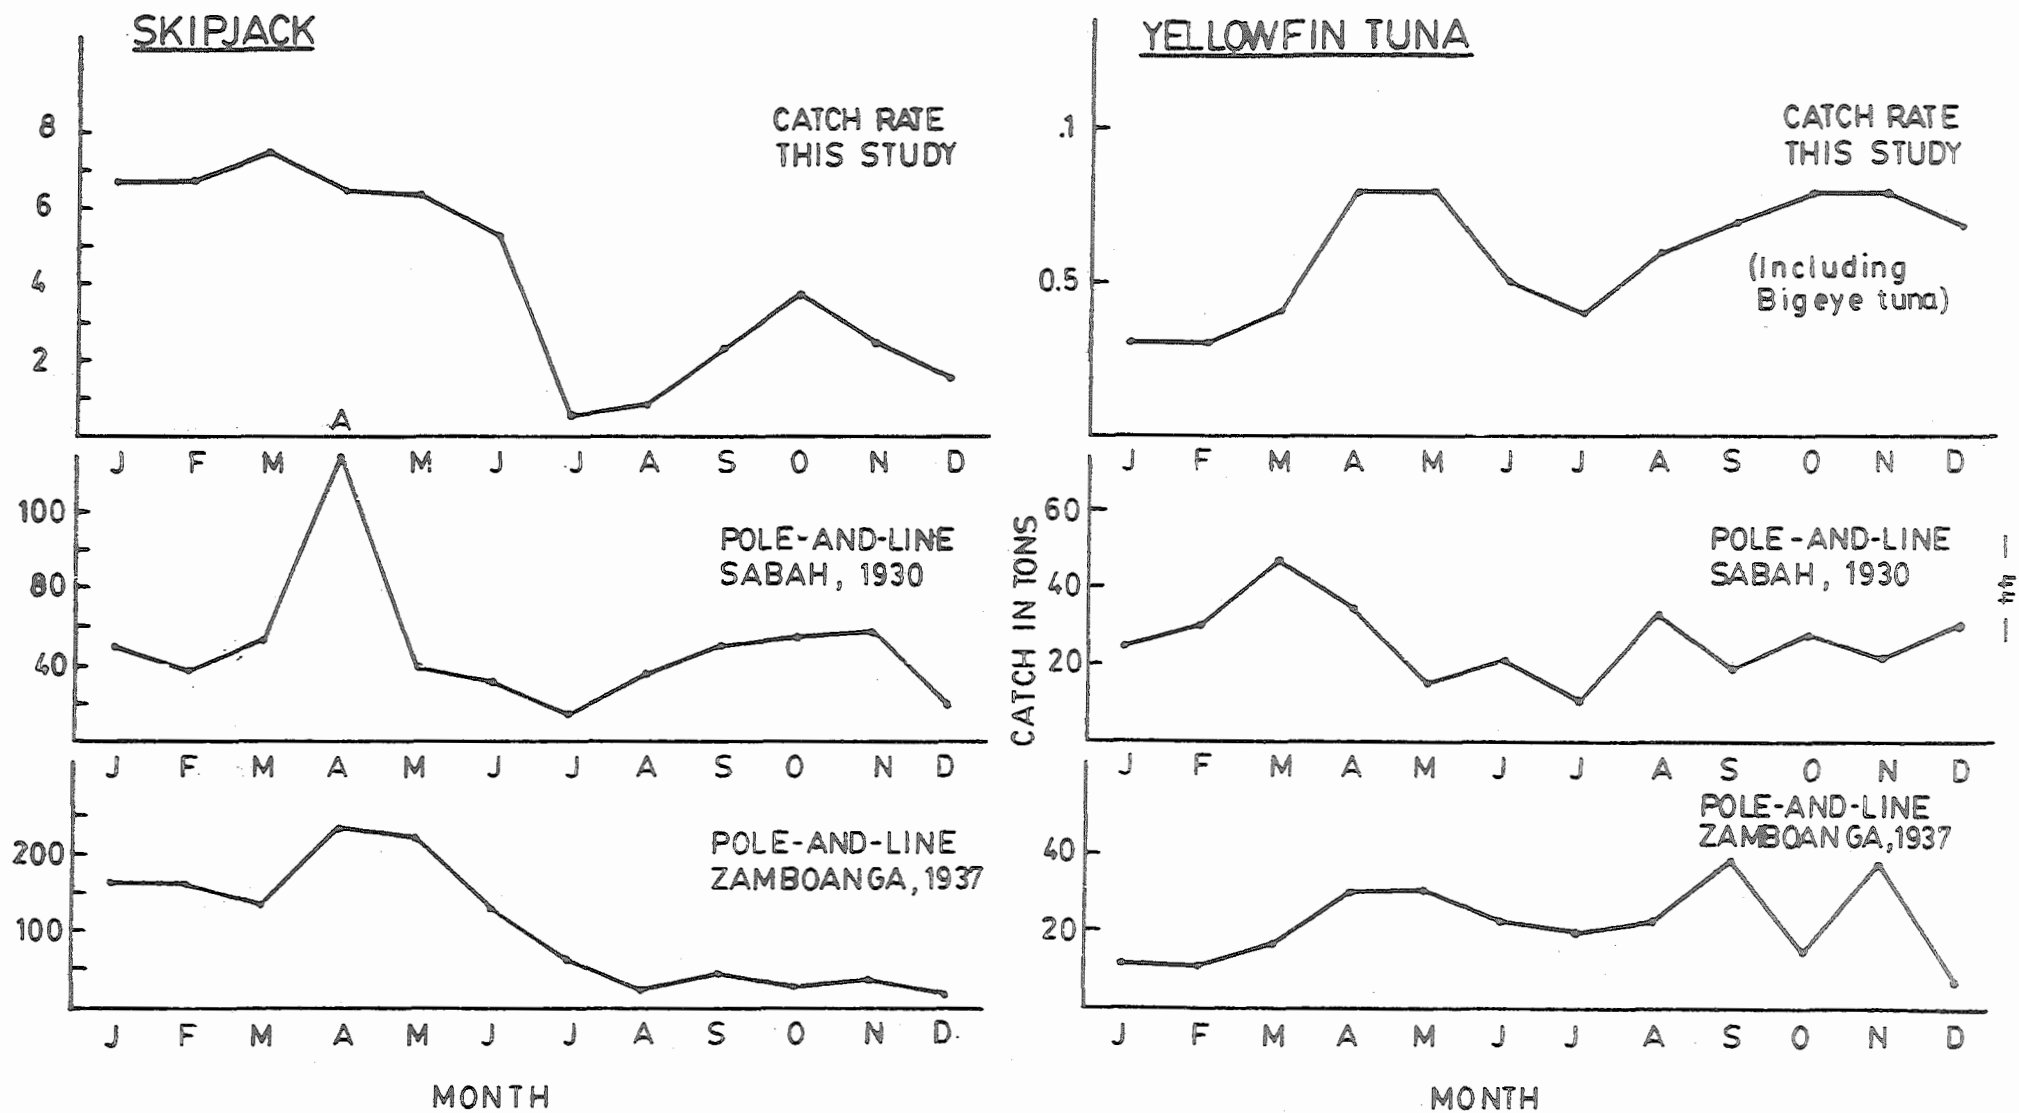 SKIPJACK
CATCH RATE
THIS STUDY
8
6
4
2
A
J F M M J J A S O N D
POLE-AND-LINE
SABAH, 1930
100
80
40
J F M A M J J A S O N D
POLE-AND-LINE
ZAMBOANGA, 1937
200
100
J F M A M J J A S O N D
MONTH
YELLOWFIN TUNA
CATCH RATE
THIS STUDY
.1
0.5
(Including
Bigeye tuna)
J F M A M J J A S O N D
CATCH IN TONS
POLE-AND-LINE
SABAH, 1930
60
40
20
J F M A M J J A S O N D
POLE-AND-LINE
ZAMBOANGA, 1937
40
20
J F M A M J J A S O N D
MONTH
- 44 -